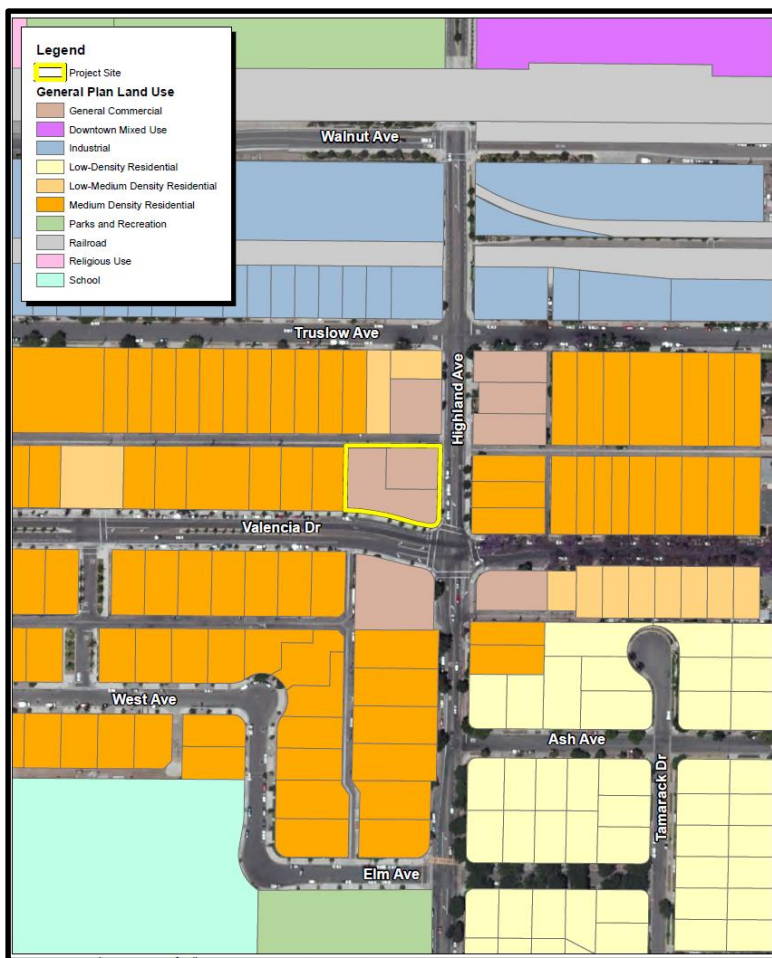 Legend
Project Site
General Plan Land Use
General Commercial
Downtown Mixed Use
Industrial
Low-Density Residential
Low-Medium Density Residential
Medium Density Residential
Parks and Recreation
Railroad
Religious Use
School
Walnut Ave
Truslow Ave
Highland Ave
Valencia Dr
West Ave
Ash Ave
Tamarack Dr
Elm Ave